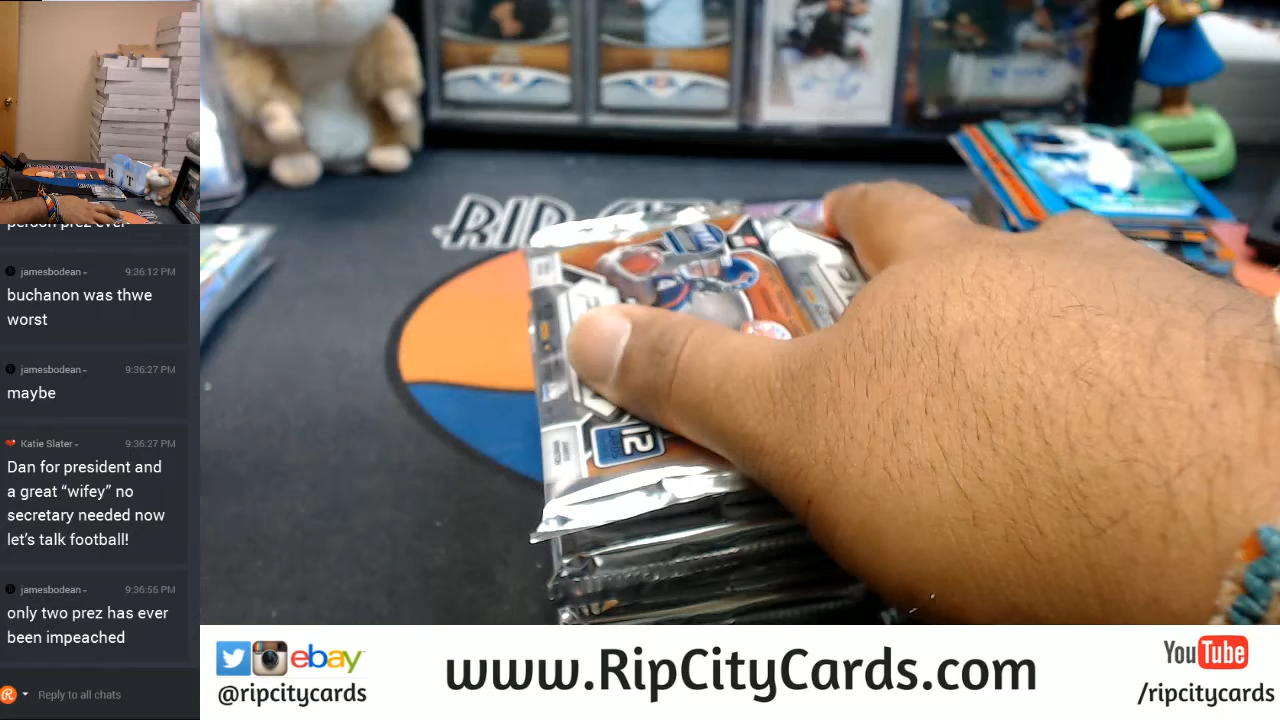 person prez ever
jamesbodean
9:36:12 PM
buchanon was thwe
worst
jamesbodean
9:36:27 PM
maybe
Katie Slater
9:36:27 PM
Dan for president and
a great “wifey” no
secretary needed now
let’s talk football!
jamesbodean
9:36:56 PM
only two prez has ever
been impeached
Reply to all chats
RIP
12
ebay
@ripcitycards
www.RipCityCards.com
YouTube
/ripcitycards